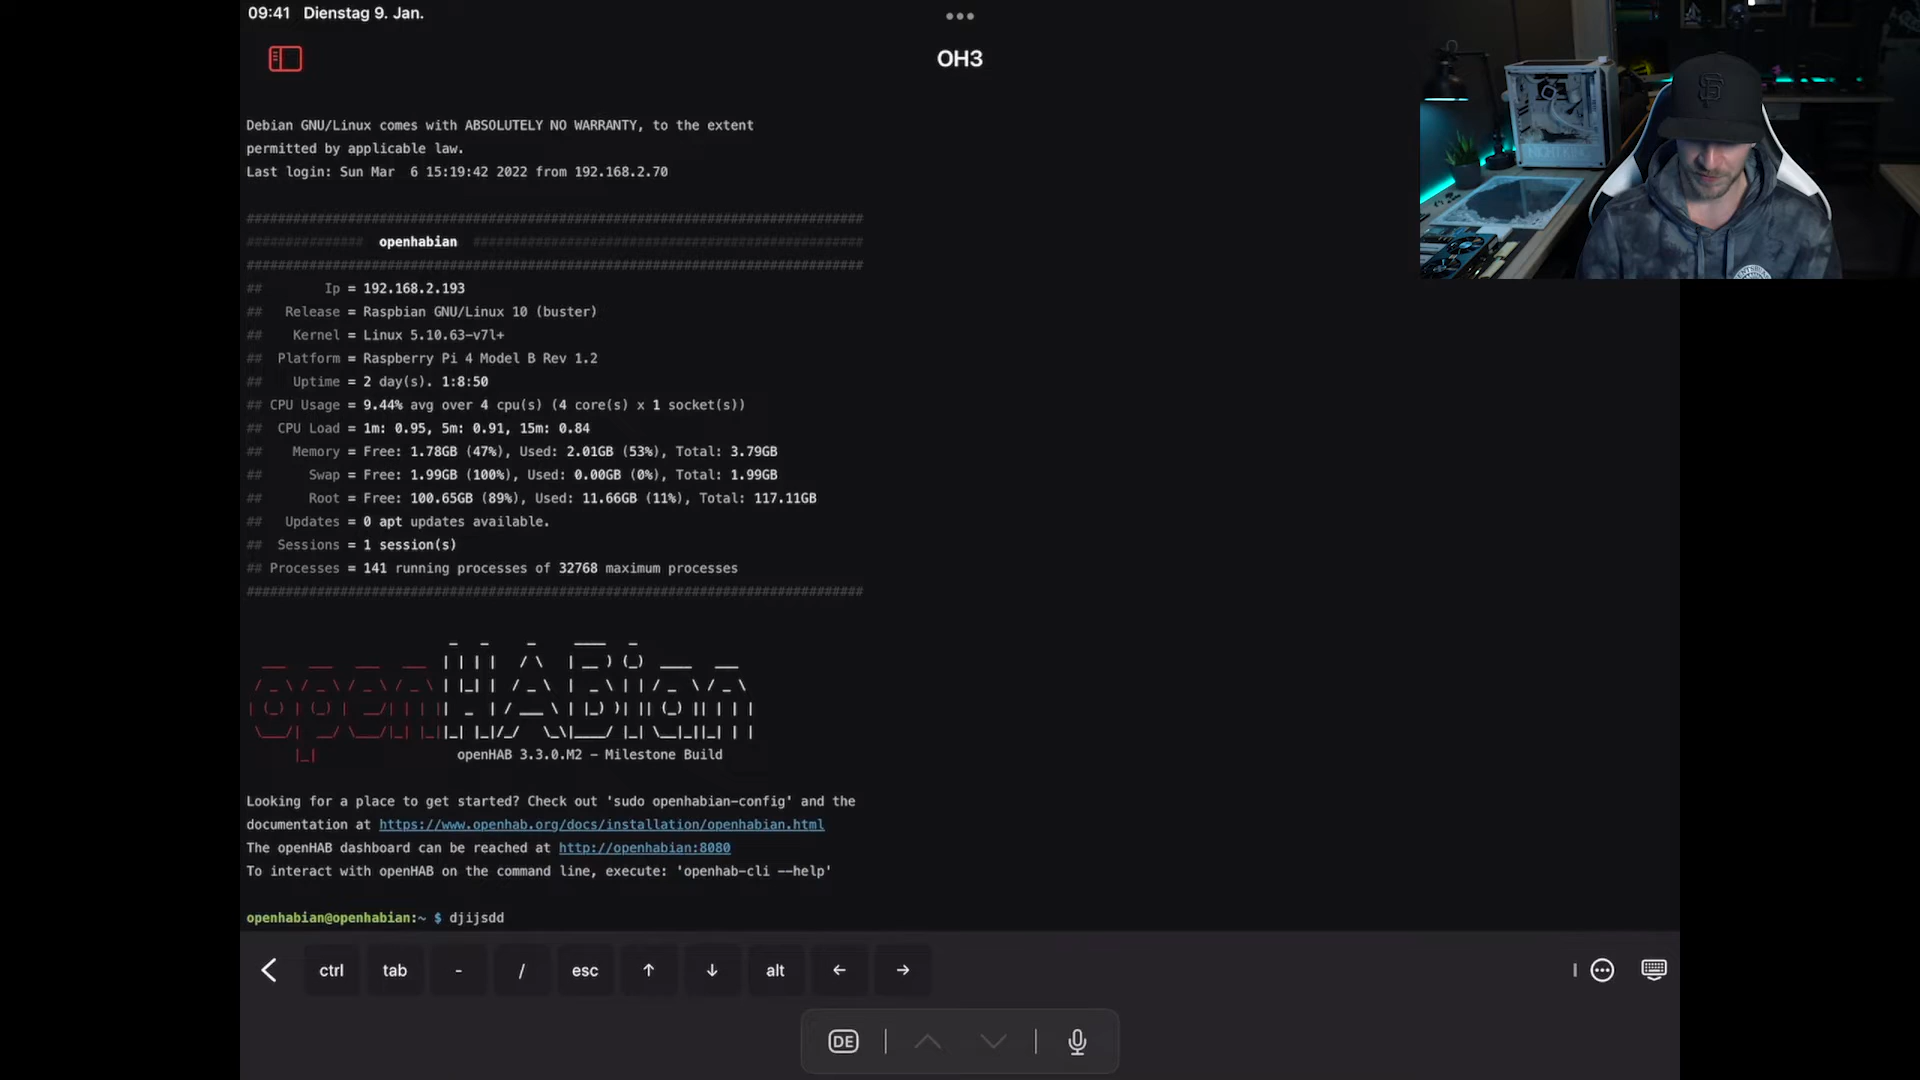 09:41 Dienstag 9. Jan.
OH3
Debian GNU/Linux comes with ABSOLUTELY NO WARRANTY, to the extent
permitted by applicable law.
Last login: Sun Mar  6 15:19:42 2022 from 192.168.2.70
###############################################################################
############### openhabian ##################################################
###############################################################################
## Ip = 192.168.2.193
## Release = Raspbian GNU/Linux 10 (buster)
## Kernel = Linux 5.10.63-v7l+
## Platform = Raspberry Pi 4 Model B Rev 1.2
## Uptime = 2 day(s). 1:8:50
## CPU Usage = 9.44% avg over 4 cpu(s) (4 core(s) x 1 socket(s))
## CPU Load = 1m: 0.95, 5m: 0.91, 15m: 0.84
## Memory = Free: 1.78GB (47%), Used: 2.01GB (53%), Total: 3.79GB
## Swap = Free: 1.99GB (100%), Used: 0.00GB (0%), Total: 1.99GB
## Root = Free: 100.65GB (89%), Used: 11.66GB (11%), Total: 117.11GB
## Updates = 0 apt updates available.
## Sessions = 1 session(s)
## Processes = 141 running processes of 32768 maximum processes
###############################################################################
openHABian
openHAB 3.3.0.M2 - Milestone Build
Looking for a place to get started? Check out 'sudo openhabian-config' and the
documentation at https://www.openhab.org/docs/installation/openhabian.html
The openHAB dashboard can be reached at http://openhabian:8080
To interact with openHAB on the command line, execute: 'openhab-cli --help'
openhabian@openhabian:~ $ djijsdd
ctrl tab - / esc ↑ ↓ alt ← →
DE